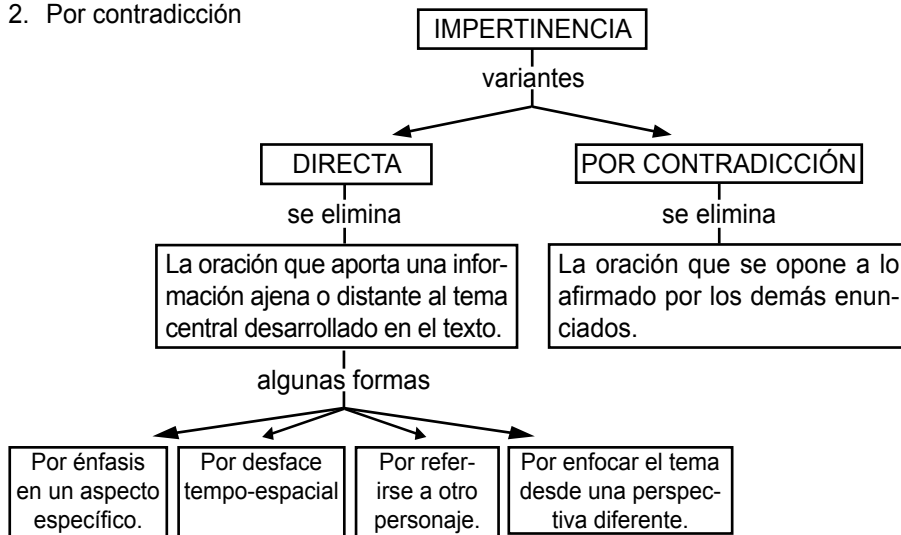 2. Por contradicción
IMPERTINENCIA
variantes
DIRECTA
POR CONTRADICCIÓN
se elimina
se elimina
La oración que aporta una infor-
mación ajena o distante al tema
central desarrollado en el texto.
La oración que se opone a lo
afirmado por los demás enun-
ciados.
algunas formas
Por énfasis
en un aspecto
específico.
Por desface
tempo-espacial
Por refer-
irse a otro
personaje.
Por enfocar el tema
desde una perspec-
tiva diferente.